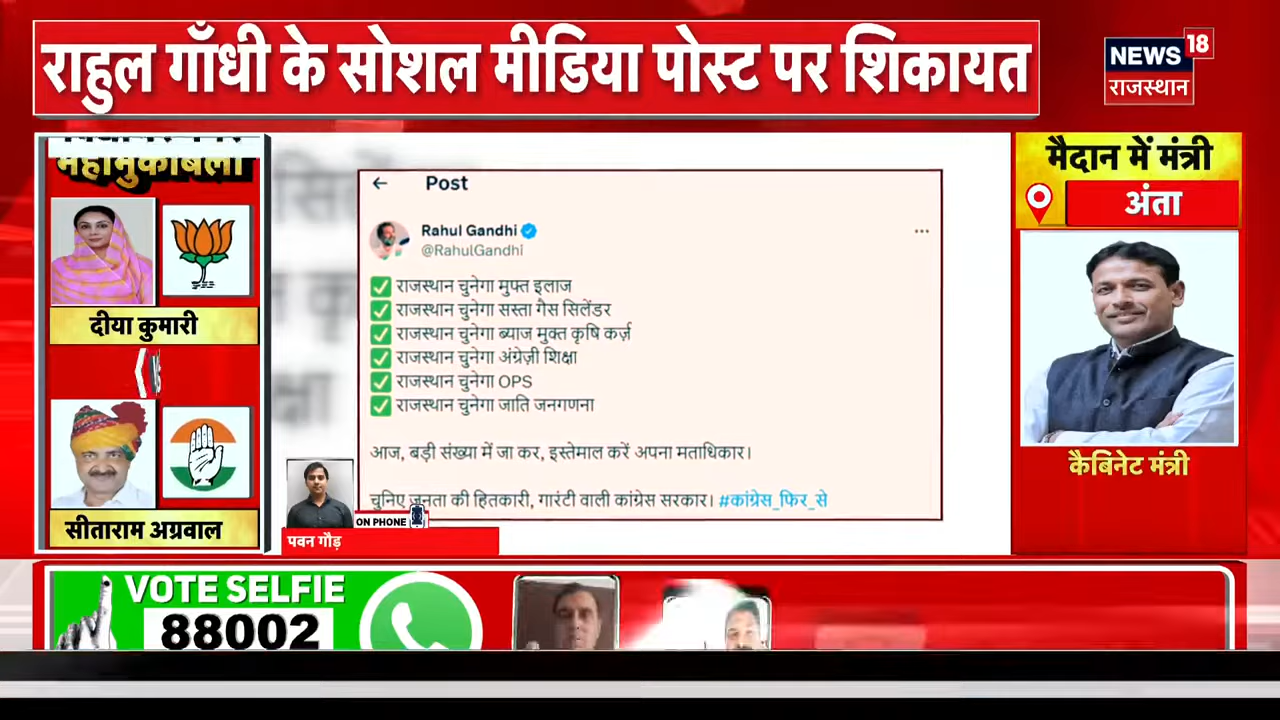 राहुल गाँधी के सोशल मीडिया पोस्ट पर शिकायत
NEWS 18
राजस्थान
महामुकाबला
दीया कुमारी
VS
सीताराम अग्रवाल
Post
Rahul Gandhi
@RahulGandhi
राजस्थान चुनेगा मुफ्त इलाज
राजस्थान चुनेगा सस्ता गैस सिलेंडर
राजस्थान चुनेगा ब्याज मुक्त कृषि कर्ज़
राजस्थान चुनेगा अंग्रेज़ी शिक्षा
राजस्थान चुनेगा OPS
राजस्थान चुनेगा जाति जनगणना
आज, बड़ी संख्या में जा कर, इस्तेमाल करें अपना मताधिकार।
चुनिए जनता की हितकारी, गारंटी वाली कांग्रेस सरकार। #कांग्रेस_फिर_से
ON PHONE
पवन गौड़
मैदान में मंत्री
अंता
कैबिनेट मंत्री
VOTE SELFIE
88002